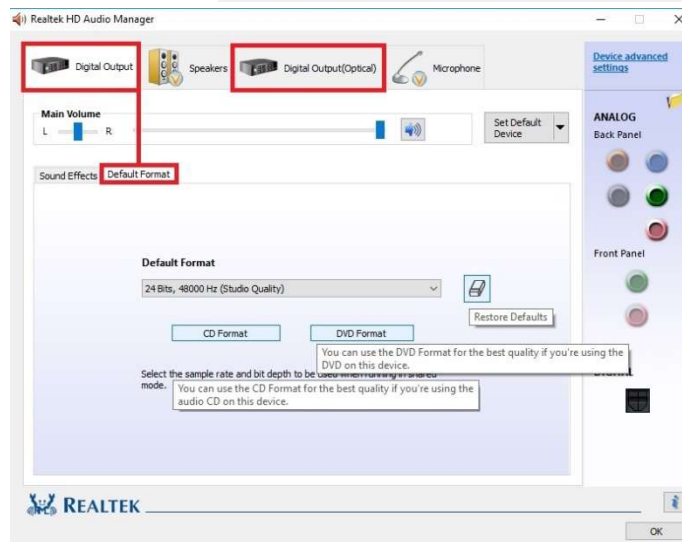 Realtek HD Audio Manager
Digital Output
Speakers
Digital Output(Optical)
Microphone
Device advanced
settings
Main Volume
L
R
Set Default
Device
ANALOG
Back Panel
Sound Effects
Default Format
Front Panel
Default Format
24 Bits, 48000 Hz (Studio Quality)
Restore Defaults
CD Format
DVD Format
You can use the DVD Format for the best quality if you're using the
DVD on this device.
Select the sample rate and bit depth to be used when running in shared
mode.
You can use the CD Format for the best quality if you're using the
audio CD on this device.
DIGITAL
REALTEK
OK